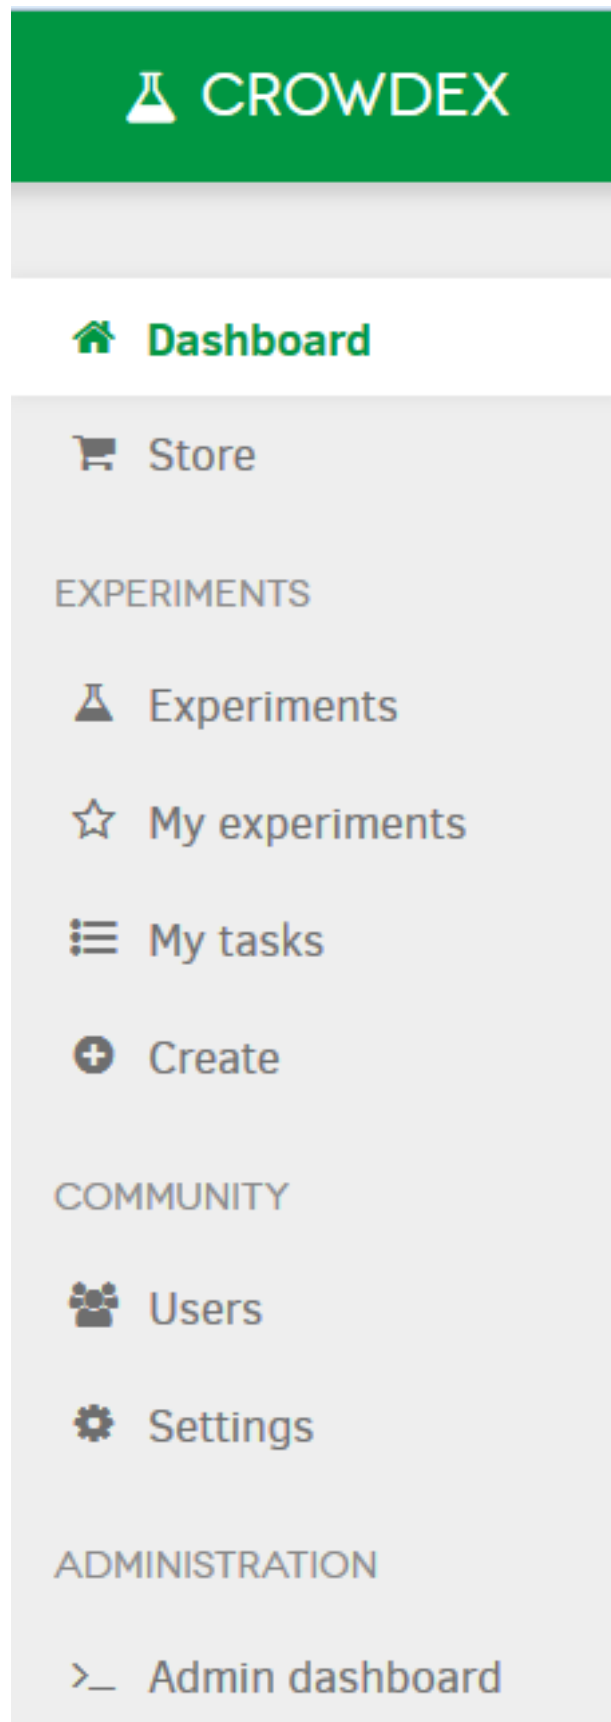 CROWDEX
Dashboard
Store
EXPERIMENTS
Experiments
My experiments
My tasks
Create
COMMUNITY
Users
Settings
ADMINISTRATION
Admin dashboard